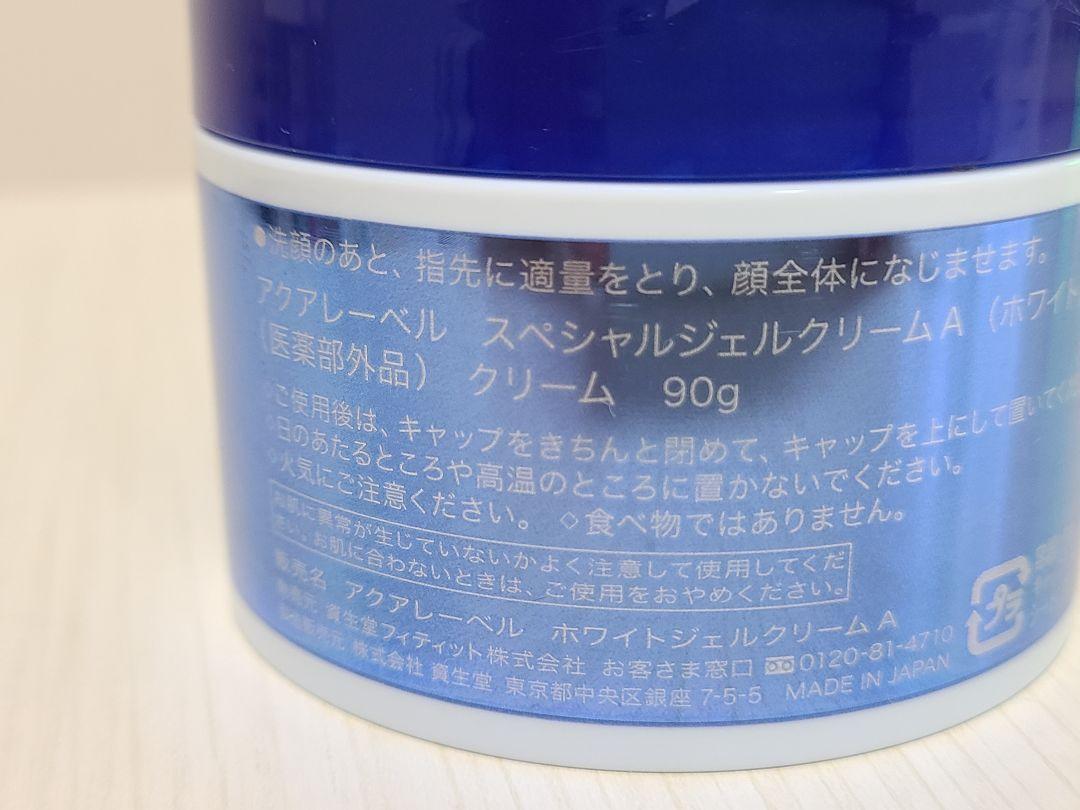 ●洗顔のあと、指先に適量をとり、顔全体になじませます。
アクアレーベル　スペシャルジェルクリームA（ホワイト
（医薬部外品）　クリーム　90g
◇ご使用後は、キャップをきちんと閉めて、キャップを上にして置いてくだ
◇日のあたるところや高温のところに置かないでください。
◇火気にご注意ください。◇食べ物ではありません。
お肌に異常が生じていないかよく注意して使用してくだ
さい。お肌に合わないときは、ご使用をおやめください。
販売名　アクアレーベル　ホワイトジェルクリームA
資生堂フィティット株式会社　お客さま窓口 0120-81-4710
株式会社 資生堂 東京都中央区銀座 7-5-5　MADE IN JAPAN
プラ